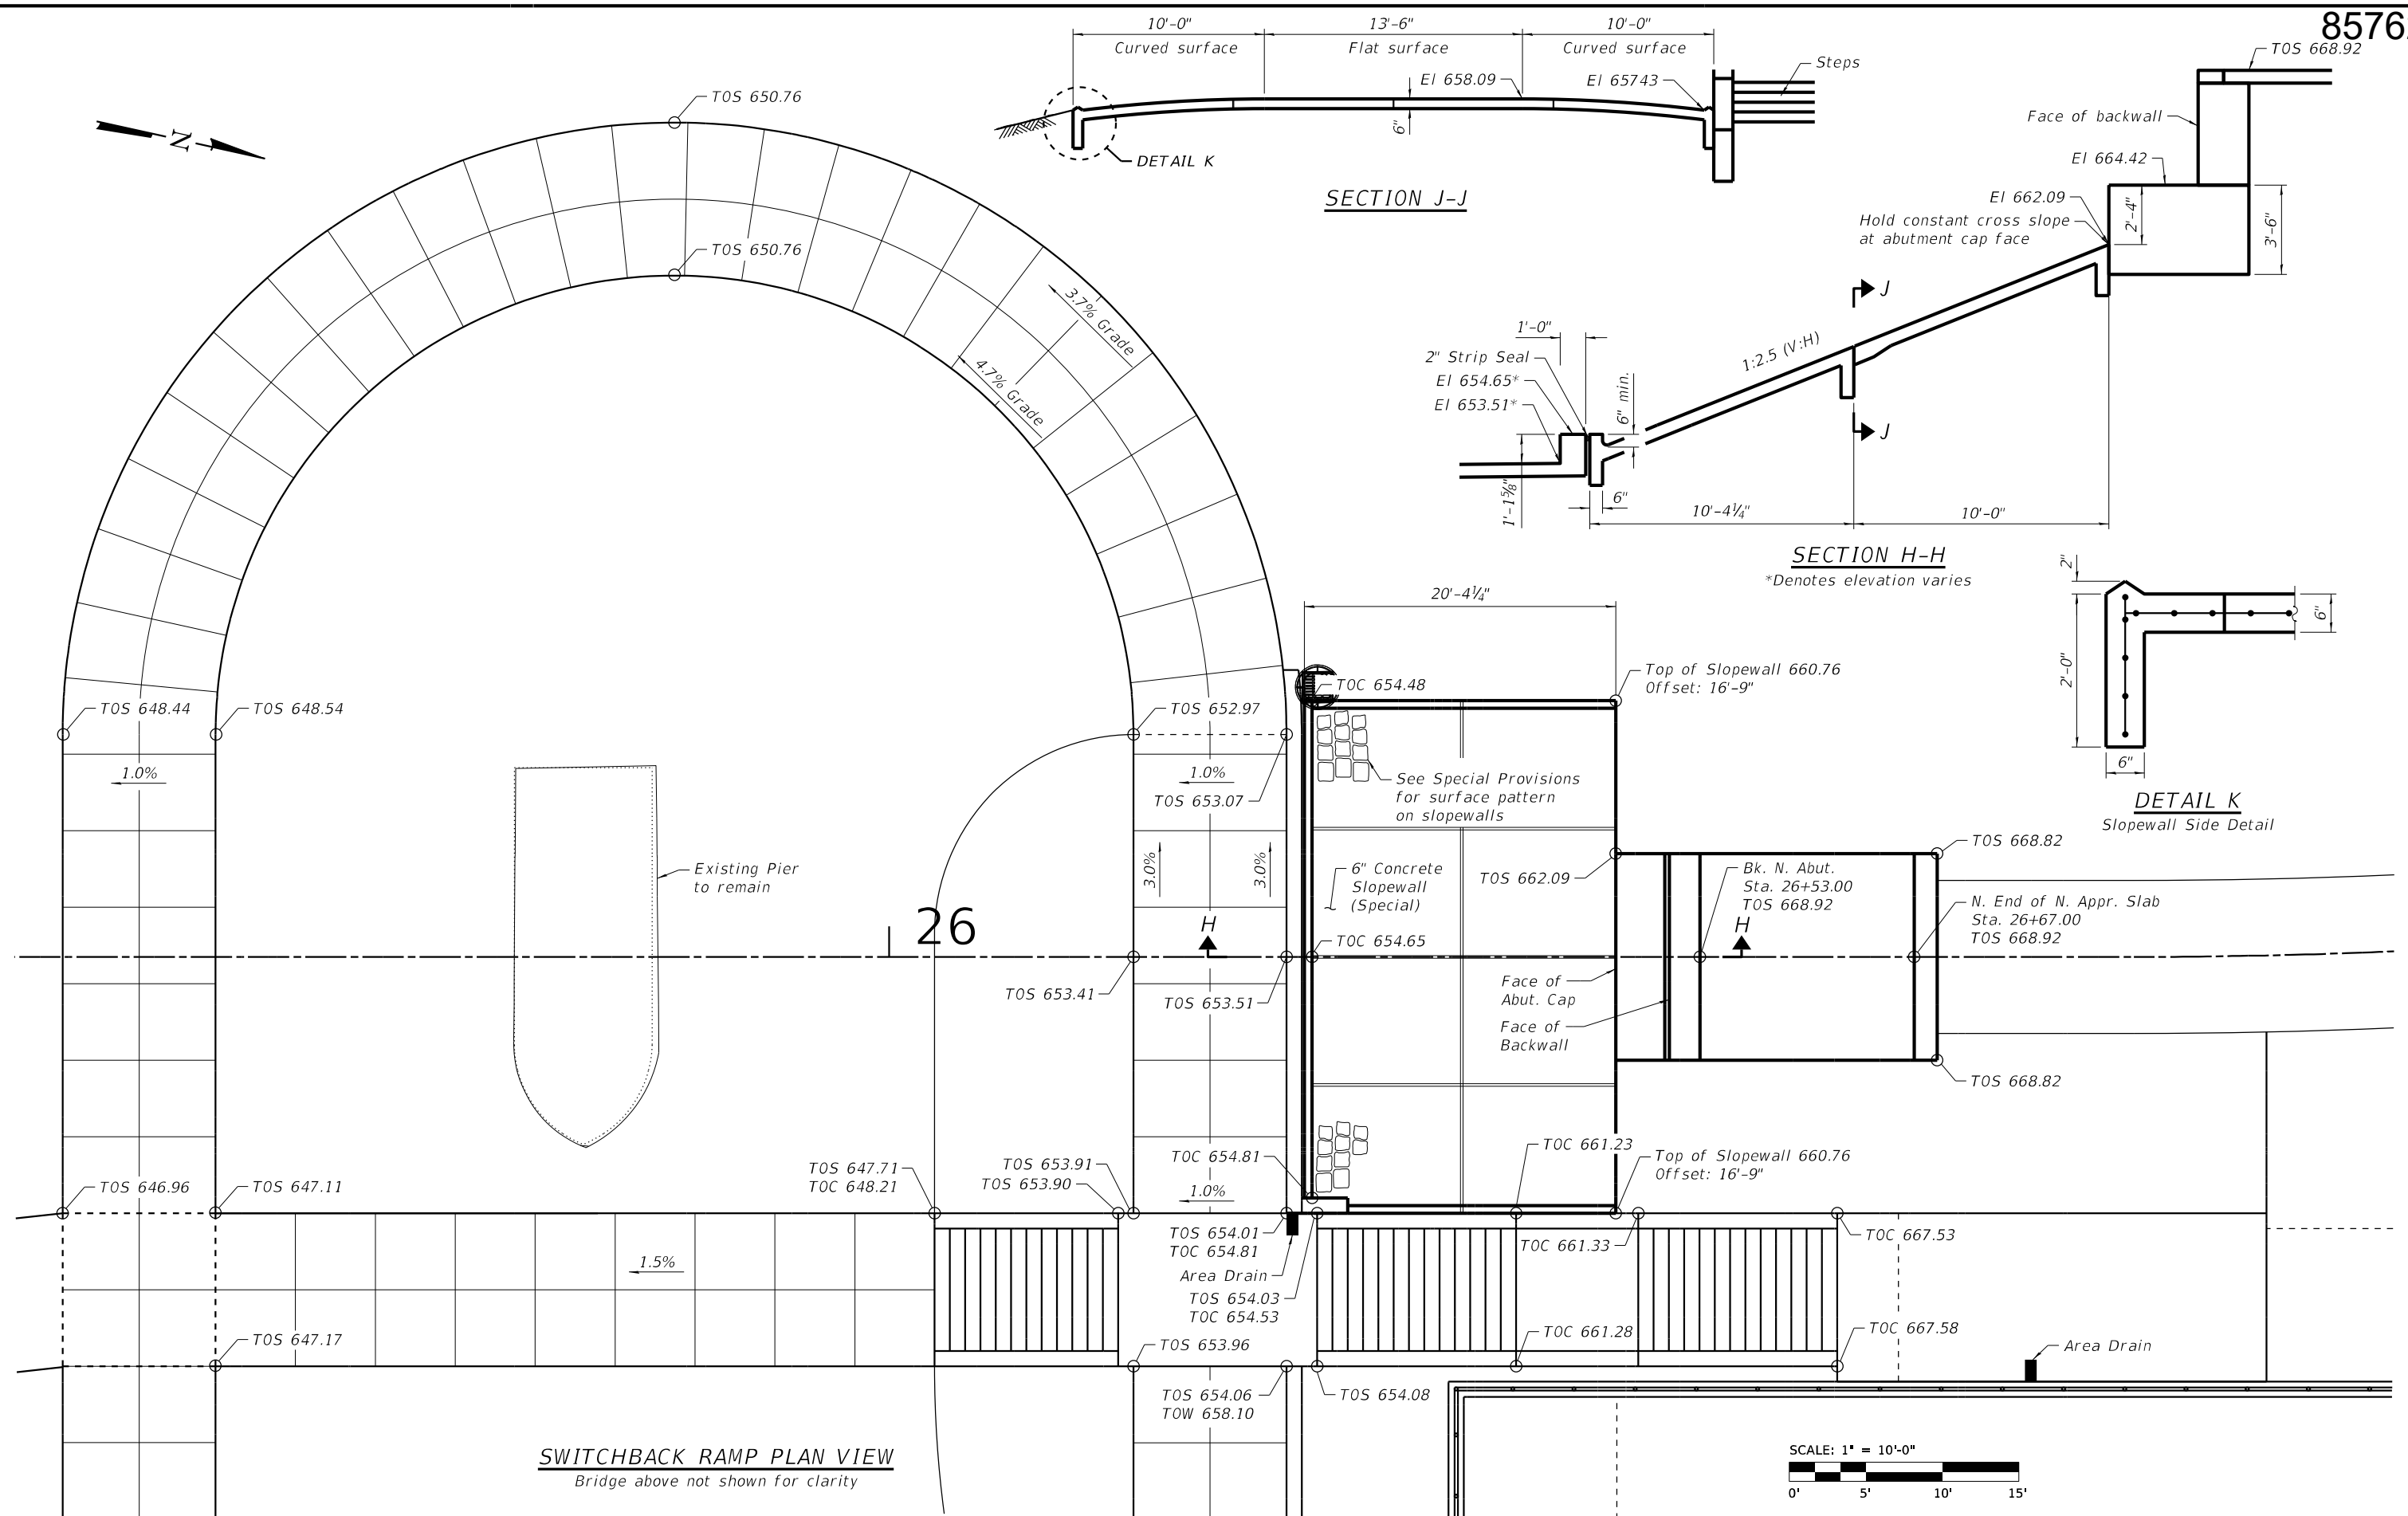 8576
10'-0"
13'-6"
10'-0"
Curved surface
Flat surface
Curved surface
El 658.09
El 65743
Steps
6"
DETAIL K
SECTION J-J
TOS 668.92
Face of backwall
El 664.42
El 662.09
Hold constant cross slope
at abutment cap face
2'-4"
3'-6"
J
1:2.5 (V:H)
J
1'-0"
2" Strip Seal
El 654.65*
El 653.51*
6" min.
1'-1⅝"
6"
10'-4¼"
10'-0"
SECTION H-H
*Denotes elevation varies
2"
2'-0"
6"
6"
DETAIL K
Slopewall Side Detail
N
TOS 650.76
TOS 650.76
3.7% Grade
4.7% Grade
20'-4¼"
TOS 648.44
TOS 648.54
TOS 652.97
TOC 654.48
Top of Slopewall 660.76
Offset: 16'-9"
1.0%
1.0%
TOS 653.07
See Special Provisions
for surface pattern
on slopewalls
3.0%
3.0%
Existing Pier
to remain
6" Concrete
Slopewall
(Special)
TOS 662.09
Bk. N. Abut.
Sta. 26+53.00
TOS 668.92
TOS 668.82
N. End of N. Appr. Slab
Sta. 26+67.00
TOS 668.92
26
H
H
TOC 654.65
TOS 653.41
TOS 653.51
Face of
Abut. Cap
Face of
Backwall
TOS 668.82
TOC 661.23
TOC 654.81
Top of Slopewall 660.76
Offset: 16'-9"
TOS 646.96
TOS 647.11
TOS 647.71
TOC 648.21
TOS 653.91
TOS 653.90
1.0%
TOS 654.01
TOC 654.81
Area Drain
TOS 654.03
TOC 654.53
TOC 661.33
TOC 667.53
1.5%
TOS 647.17
TOS 653.96
TOC 661.28
TOC 667.58
Area Drain
TOS 654.06
TOW 658.10
TOS 654.08
SWITCHBACK RAMP PLAN VIEW
Bridge above not shown for clarity
SCALE: 1" = 10'-0"
0' 5' 10' 15'